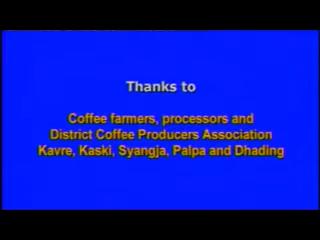 Thanks to
Coffee farmers, processors and
District Coffee Producers Association
Kavre, Kaski, Syangja, Palpa and Dhading